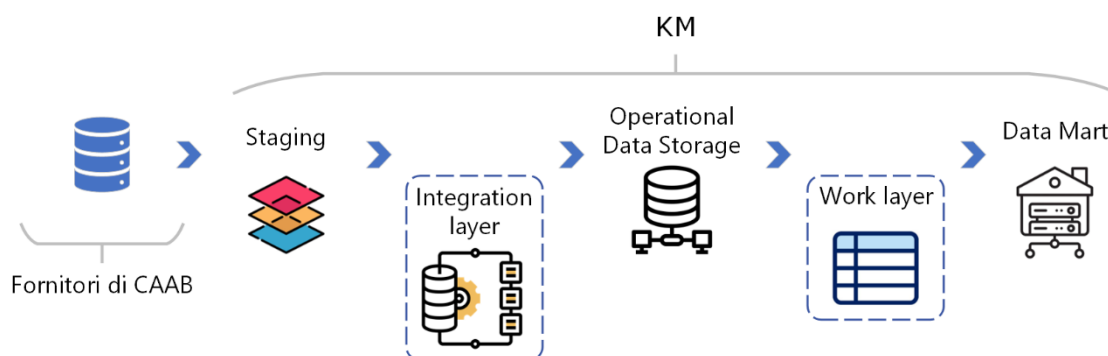 KM
Staging
Operational
Data Storage
Data Mart
Integration
layer
Work layer
Fornitori di CAAB